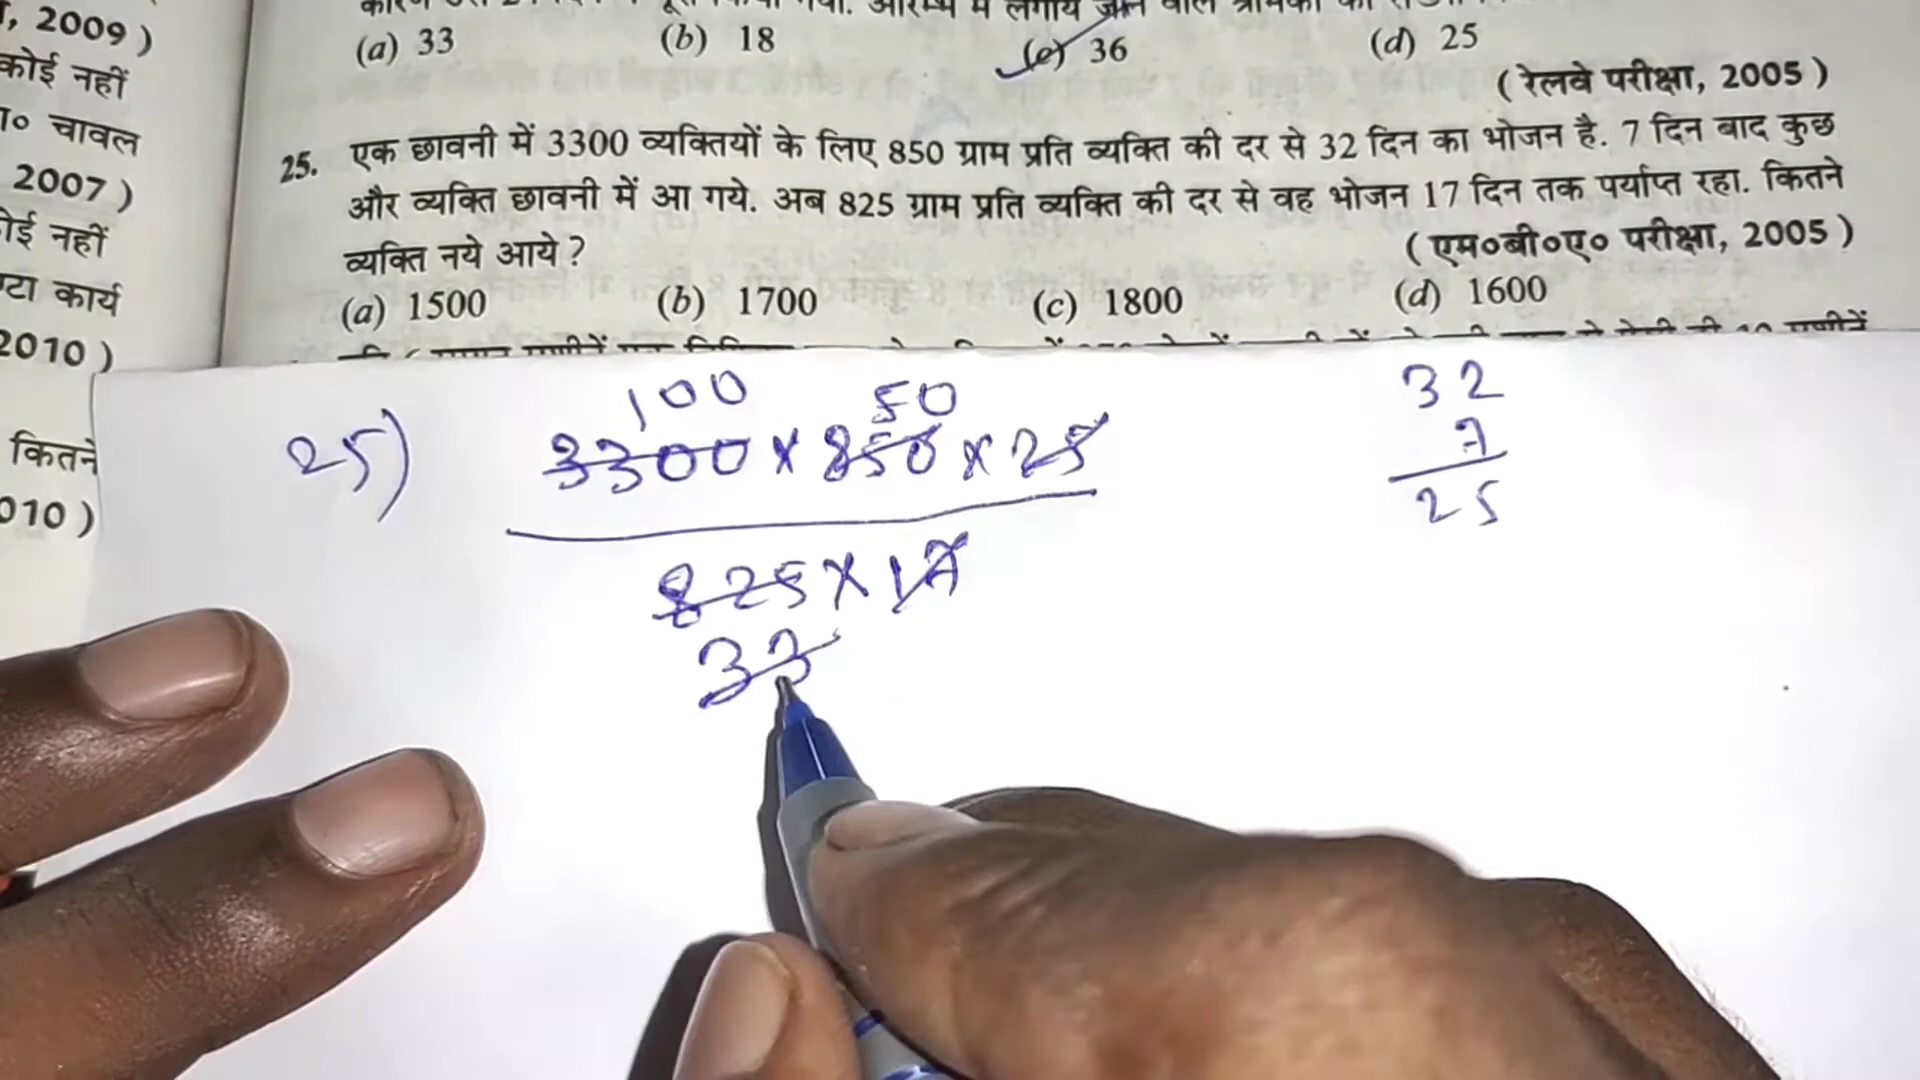 , 2009 )
(a) 33 (b) 18 (c) 36 (d) 25
कोई नहीं
( रेलवे परीक्षा, 2005 )
चावल
25. एक छावनी में 3300 व्यक्तियों के लिए 850 ग्राम प्रति व्यक्ति की दर से 32 दिन का भोजन है. 7 दिन बाद कुछ
2007 )
और व्यक्ति छावनी में आ गये. अब 825 ग्राम प्रति व्यक्ति की दर से वह भोजन 17 दिन तक पर्याप्त रहा. कितने
नहीं
व्यक्ति नये आये ? ( एम०बी०ए० परीक्षा, 2005 )
कार्य
(a) 1500 (b) 1700 (c) 1800 (d) 1600
2010 )
कितने
010 )
100 50
25) 3300 x 850 x 25
825 x 17
33
32
7
25